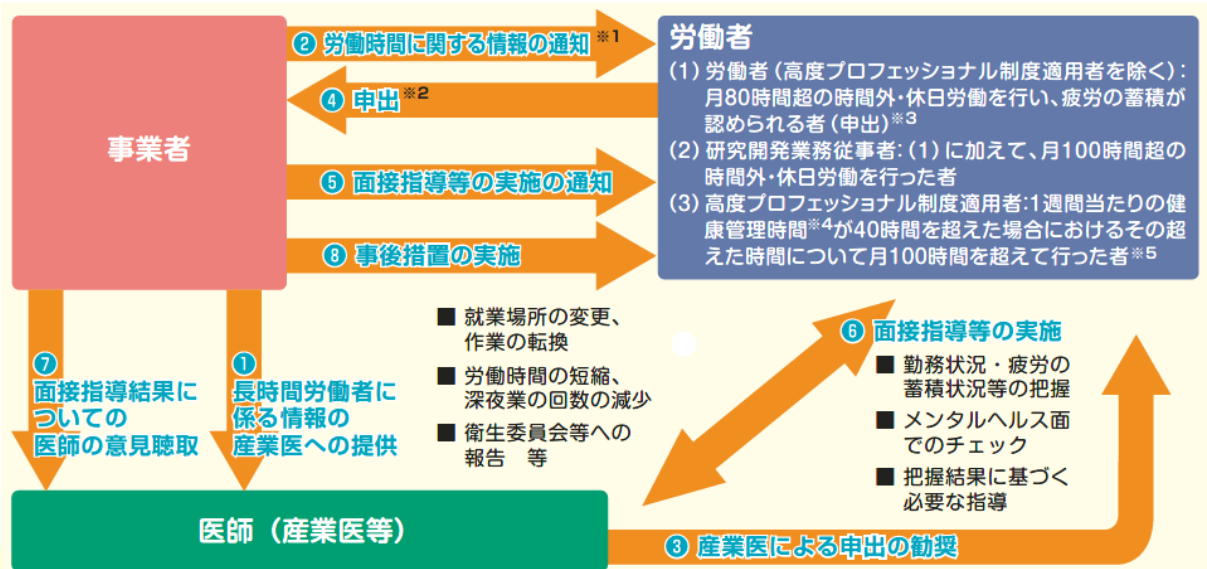 事業者
❷ 労働時間に関する情報の通知※1
❹ 申出※2
❺ 面接指導等の実施の通知
❽ 事後措置の実施
労働者
(1) 労働者(高度プロフェッショナル制度適用者を除く):
月80時間超の時間外・休日労働を行い、疲労の蓄積が
認められる者(申出)※3
(2) 研究開発業務従事者:(1)に加えて、月100時間超の
時間外・休日労働を行った者
(3) 高度プロフェッショナル制度適用者:1週間当たりの健
康管理時間※4が40時間を超えた場合におけるその超
えた時間について月100時間を超えて行った者※5
■ 就業場所の変更、
作業の転換
■ 労働時間の短縮、
深夜業の回数の減少
■ 衛生委員会等への
報告 等
❼
面接指導結果に
ついての
医師の意見聴取
❶
長時間労働者に
係る情報の
産業医への提供
❻ 面接指導等の実施
■ 勤務状況・疲労の
蓄積状況等の把握
■ メンタルヘルス面
でのチェック
■ 把握結果に基づく
必要な指導
医師(産業医等)
❸ 産業医による申出の勧奨